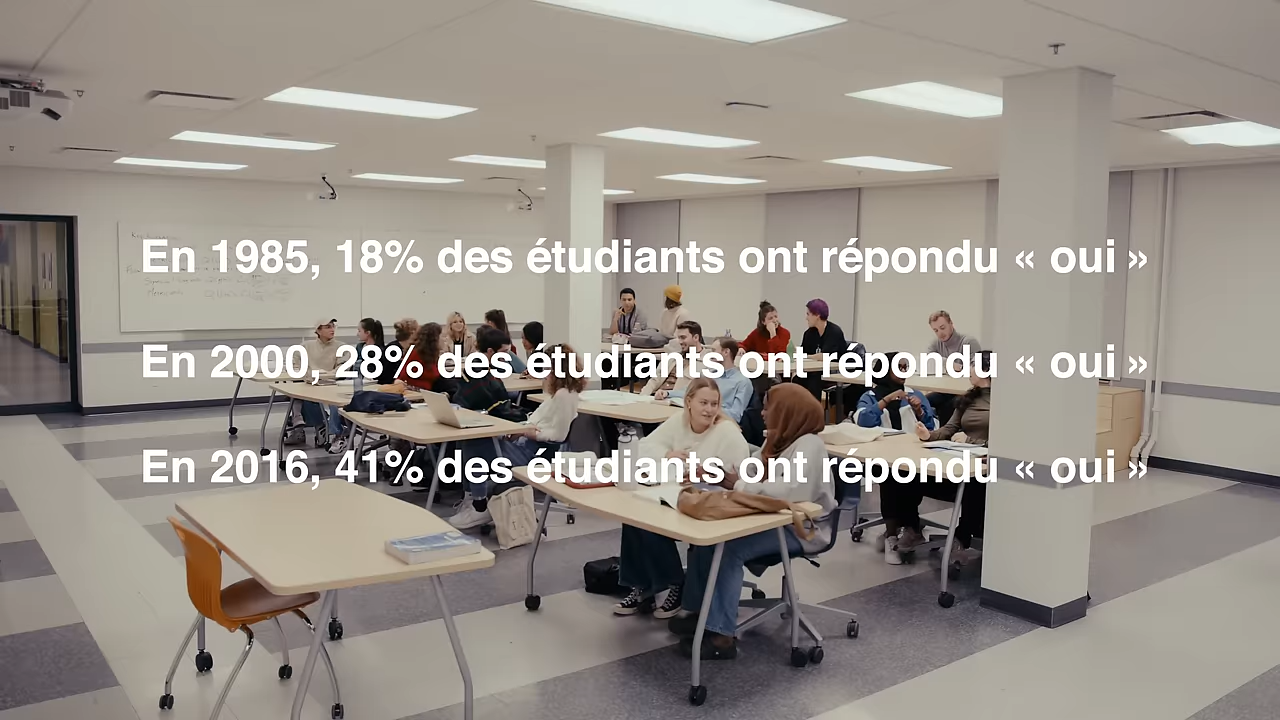 En 1985, 18% des étudiants ont répondu « oui »
En 2000, 28% des étudiants ont répondu « oui »
En 2016, 41% des étudiants ont répondu « oui »